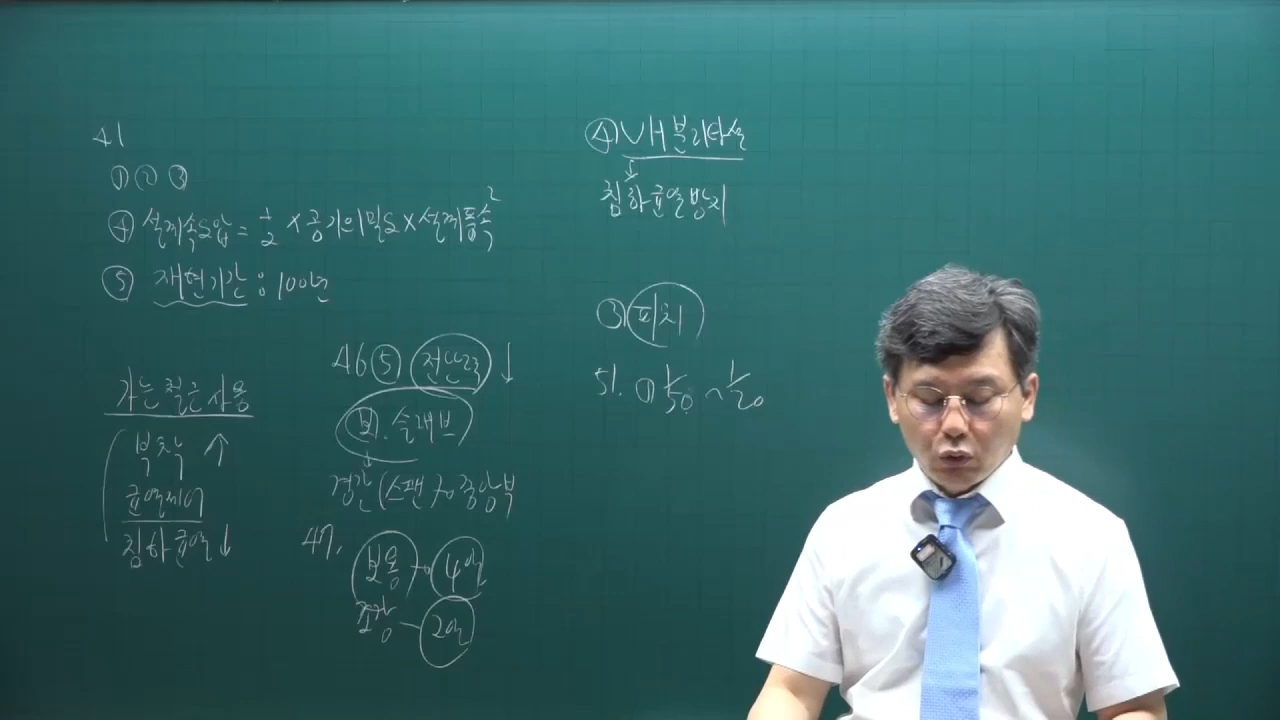 41
① ② ③
④ 설계속도압 = 1/2 × 공기의밀도 × 설계풍속²
⑤ 재현기간 : 100년
가는 철근 사용
부착 ↑
균열제어
침하균열 ↓
46 ⑤ 전단력 ↓
보. 슬래브
↓
경간(스팬) 중앙부
47.
보통 → 4일
조강 - 2일
④ VH 분리타설
↓
침하균열방지
③ 피치
51. ①